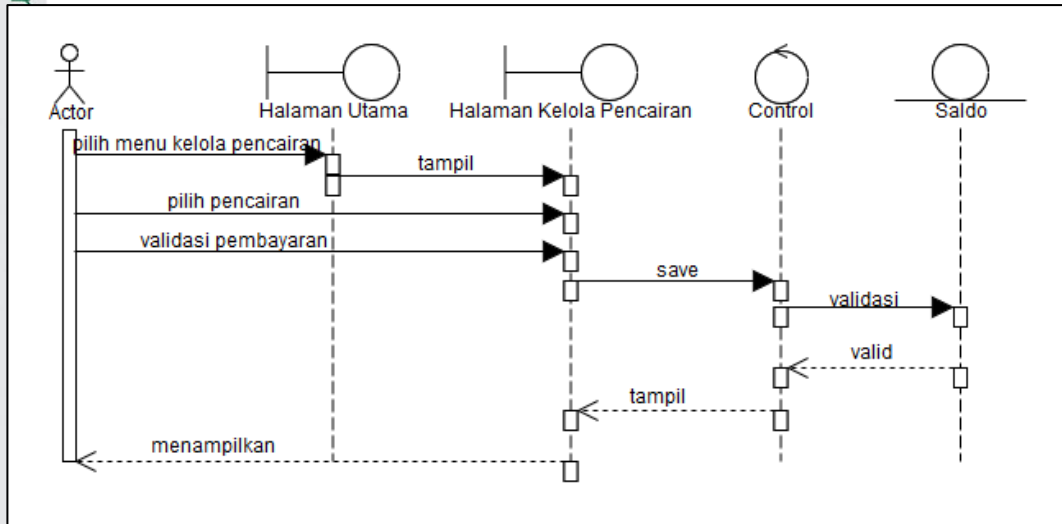 Actor
Halaman Utama
Halaman Kelola Pencairan
Control
Saldo
pilih menu kelola pencairan
tampil
pilih pencairan
validasi pembayaran
save
validasi
valid
tampil
menampilkan